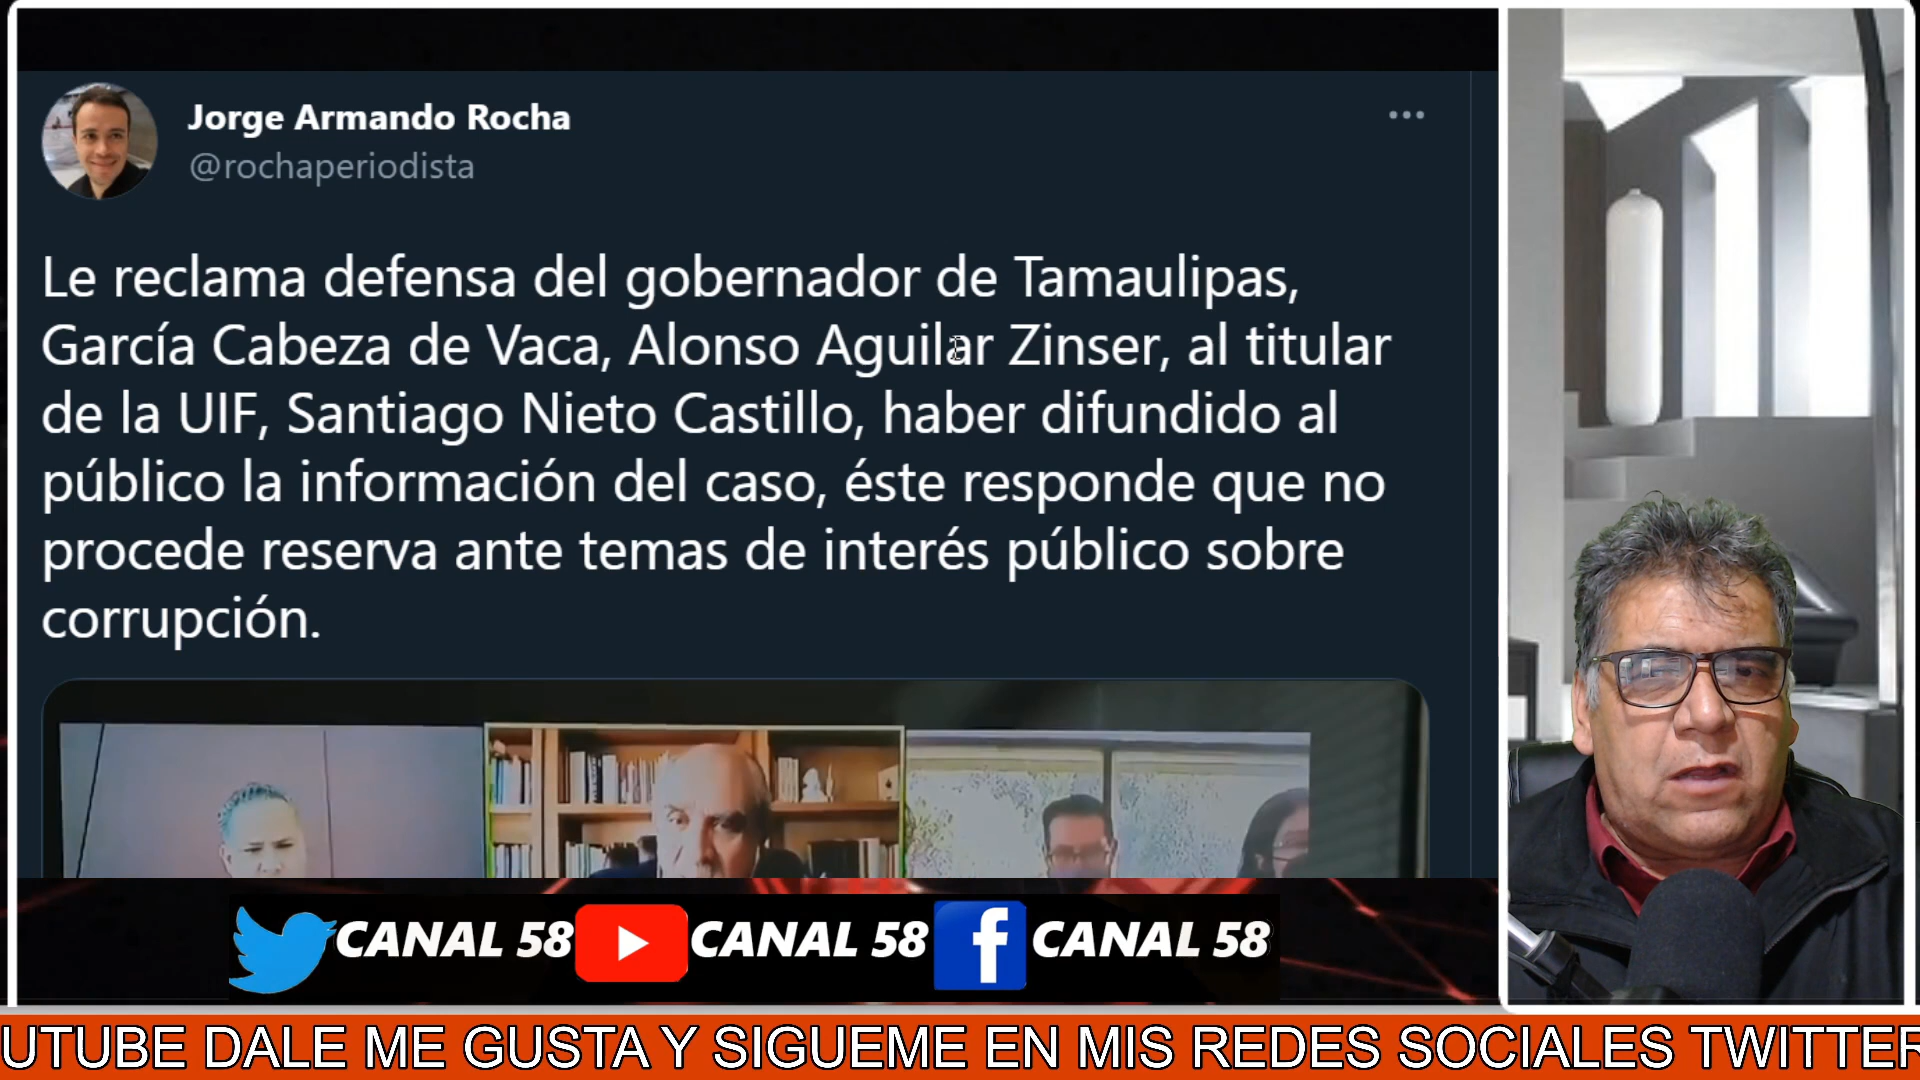 Jorge Armando Rocha
@rochaperiodista
Le reclama defensa del gobernador de Tamaulipas,
García Cabeza de Vaca, Alonso Aguilar Zinser, al titular
de la UIF, Santiago Nieto Castillo, haber difundido al
público la información del caso, éste responde que no
procede reserva ante temas de interés público sobre
corrupción.
CANAL 58 CANAL 58 CANAL 58
UTUBE DALE ME GUSTA Y SIGUEME EN MIS REDES SOCIALES TWITTER